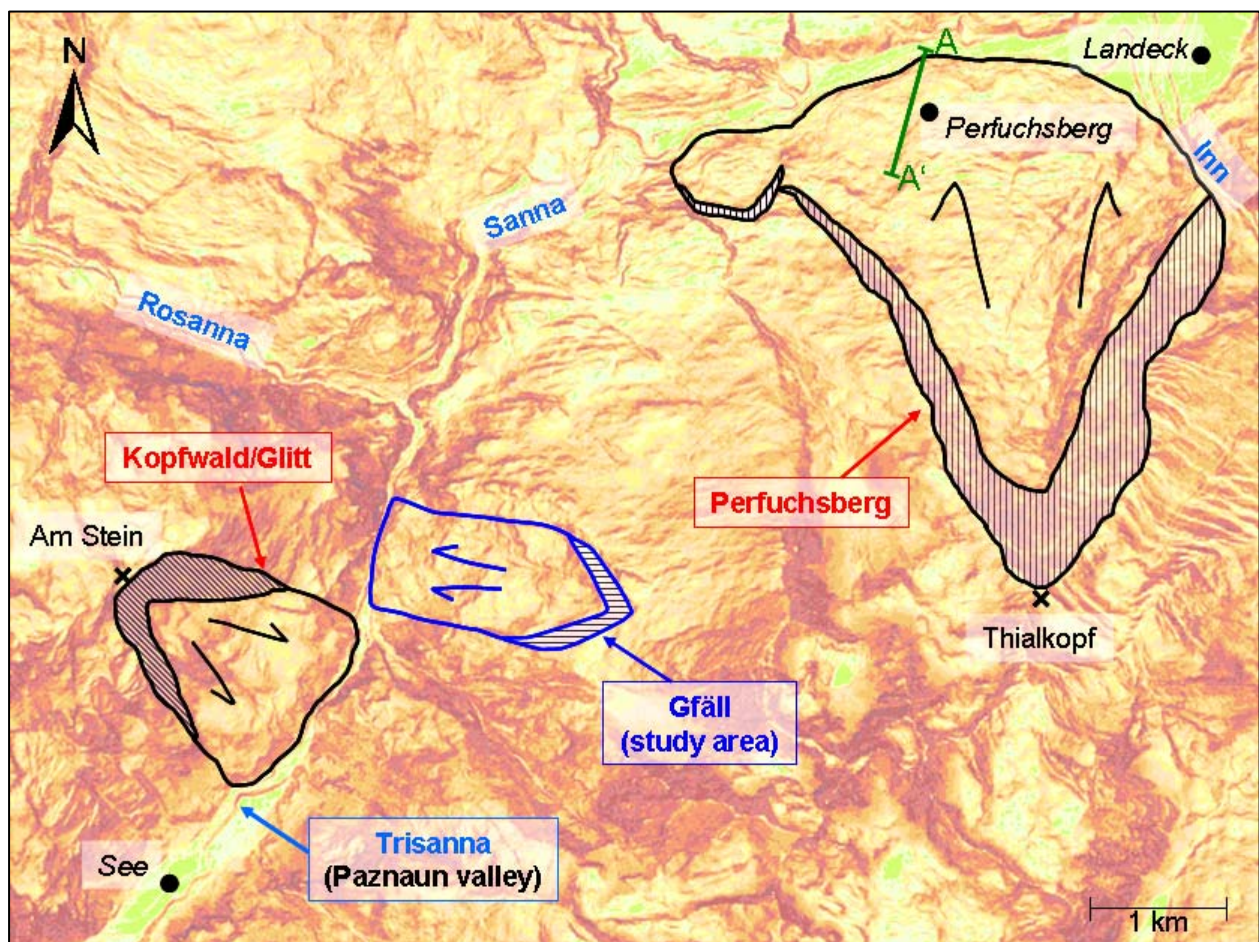 N
A
Landeck
Perfuchsberg
A'
Inn
Sanna
Rosanna
Kopfwald/Glitt
Perfuchsberg
Am Stein
Thialkopf
Gfäll
(study area)
Trisanna
(Paznaun valley)
See
1 km